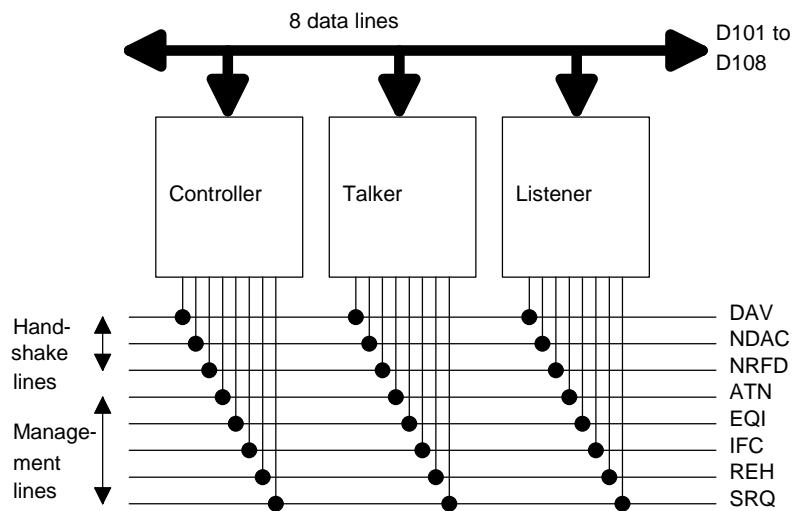 8 data lines
D101 to
D108
Controller
Talker
Listener
Hand-
shake
lines
Manage-
ment
lines
DAV
NDAC
NRFD
ATN
EQI
IFC
REH
SRQ